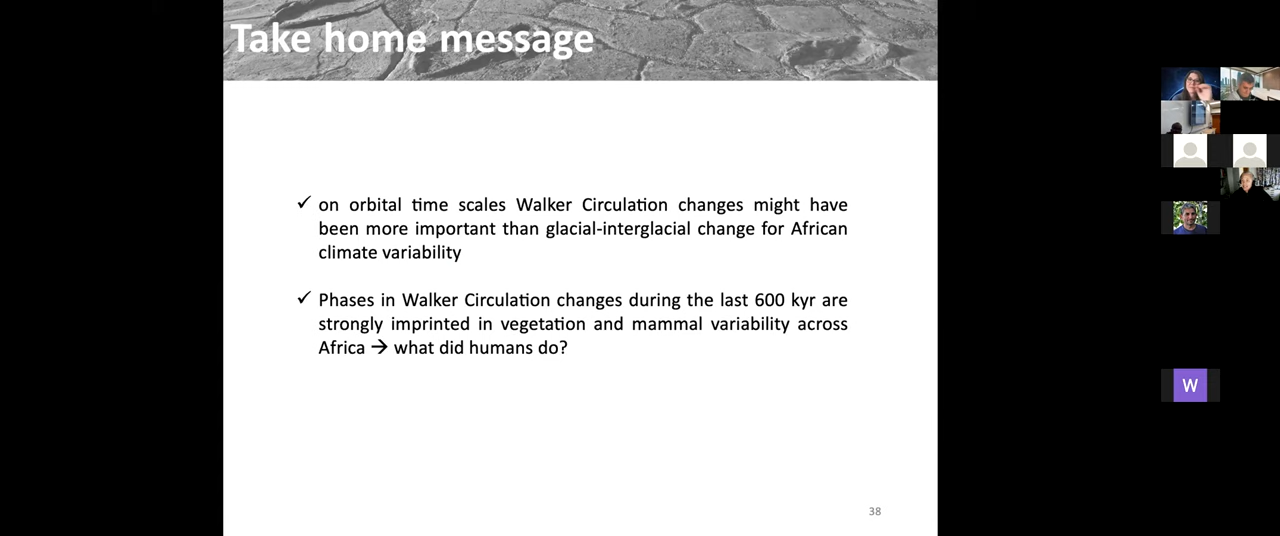 Take home message
✓ on orbital time scales Walker Circulation changes might have
been more important than glacial-interglacial change for African
climate variability
✓ Phases in Walker Circulation changes during the last 600 kyr are
strongly imprinted in vegetation and mammal variability across
Africa → what did humans do?
W
38